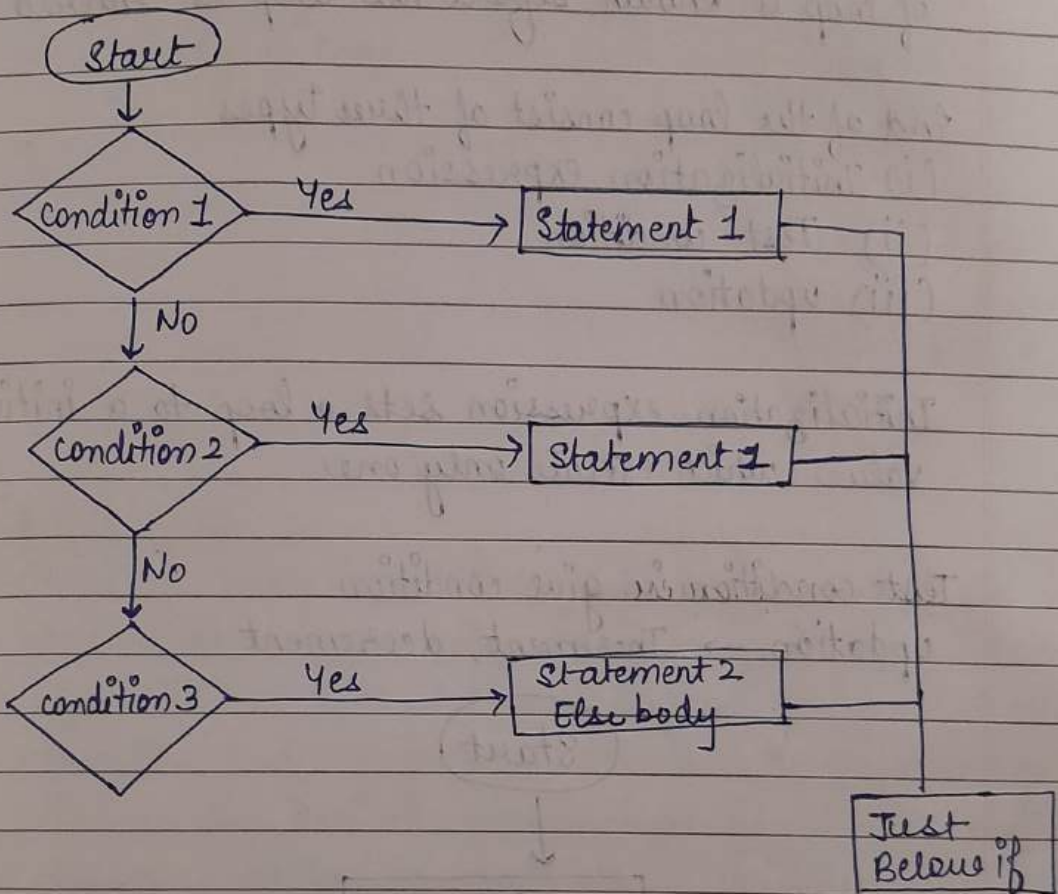 Start
condition 1
Yes
Statement 1
No
condition 2
Yes
Statement 1
No
condition 3
Yes
Statement 2
Else body
Just
Below if